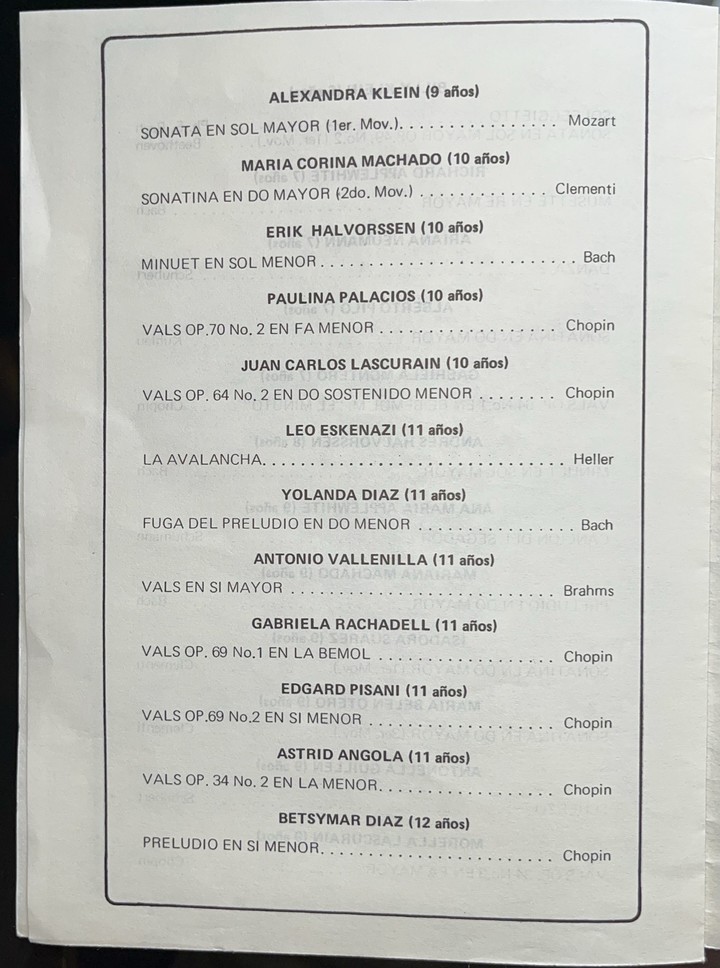 ALEXANDRA KLEIN (9 años)
SONATA EN SOL MAYOR (1er. Mov.). . . . . . . . . . . . . . . . Mozart
MARIA CORINA MACHADO (10 años)
SONATINA EN DO MAYOR (2do. Mov.) . . . . . . . . . . . . . Clementi
ERIK HALVORSSEN (10 años)
MINUET EN SOL MENOR . . . . . . . . . . . . . . . . . . . . . . . . . . Bach
PAULINA PALACIOS (10 años)
VALS OP.70 No. 2 EN FA MENOR . . . . . . . . . . . . . . . . . . Chopin
JUAN CARLOS LASCURAIN (10 años)
VALS OP. 64 No. 2 EN DO SOSTENIDO MENOR . . . . . . . . Chopin
LEO ESKENAZI (11 años)
LA AVALANCHA. . . . . . . . . . . . . . . . . . . . . . . . . . . . . . . Heller
YOLANDA DIAZ (11 años)
FUGA DEL PRELUDIO EN DO MENOR . . . . . . . . . . . . . . . . Bach
ANTONIO VALLENILLA (11 años)
VALS EN SI MAYOR . . . . . . . . . . . . . . . . . . . . . . . . . . . Brahms
GABRIELA RACHADELL (11 años)
VALS OP. 69 No.1 EN LA BEMOL . . . . . . . . . . . . . . . . . . Chopin
EDGARD PISANI (11 años)
VALS OP.69 No.2 EN SI MENOR . . . . . . . . . . . . . . . . . . . Chopin
ASTRID ANGOLA (11 años)
VALS OP. 34 No. 2 EN LA MENOR. . . . . . . . . . . . . . . . . . Chopin
BETSYMAR DIAZ (12 años)
PRELUDIO EN SI MENOR. . . . . . . . . . . . . . . . . . . . . . . . Chopin